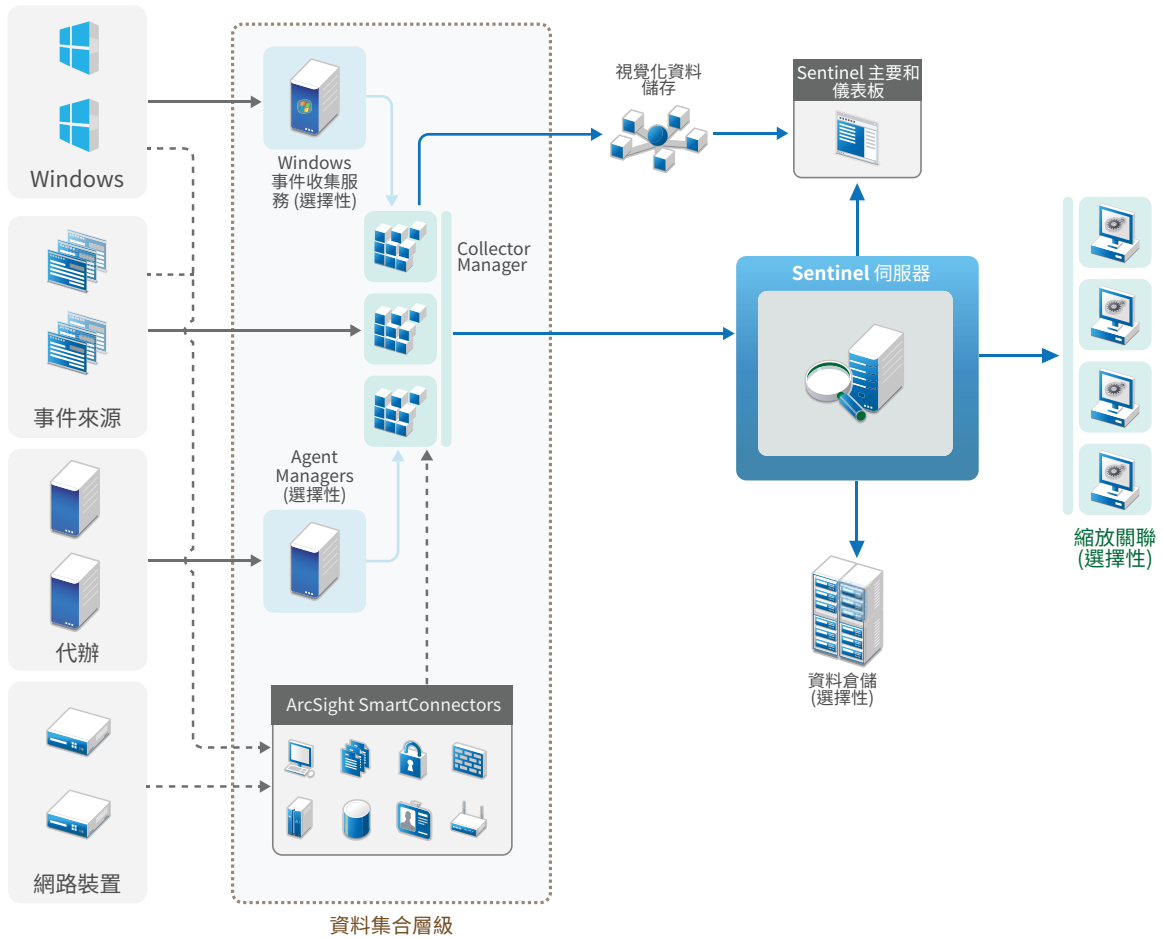 Windows
事件來源
代辦
網路裝置
Windows
事件收集服
務 (選擇性)
Collector
Manager
Agent
Managers
(選擇性)
ArcSight SmartConnectors
資料集合層級
視覺化資料
儲存
Sentinel 主要和
儀表板
Sentinel 伺服器
資料倉儲
(選擇性)
縮放關聯
(選擇性)